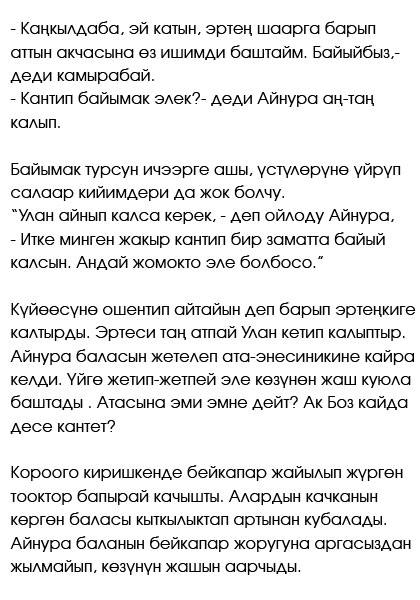 - Каңкылдаба, эй катын, эртең шаарга барып
аттын акчасына өз ишимди баштайм. Байыйбыз,-
деди камырабай.
- Кантип байымак элек?- деди Айнура аң-таң
калып.
Байымак турсун ичээрге ашы, үстүлөрүнө үйрүп
салаар кийимдери да жок болчу.
“Улан айнып калса керек, - деп ойлоду Айнура,
- Итке минген жакыр кантип бир заматта байый
калсын. Андай жомокто эле болбосо.”
Күйөөсүнө ошентип айтайын деп барып эртеңкиге
калтырды. Эртеси таң атпай Улан кетип калыптыр.
Айнура баласын жетелеп ата-энесиникине кайра
келди. Үйгө жетип-жетпей эле көзүнөн жаш куюла
баштады . Атасына эми эмне дейт? Ак Боз кайда
десе кантет?
Короого киришкенде бейкапар жайылып жүргөн
тооктор бапырай качышты. Алардын качканын
көргөн баласы кыткылыктап артынан кубалады.
Айнура баланын бейкапар жоругуна аргасыздан
жылмайып, көзүнүн жашын аарчыды.